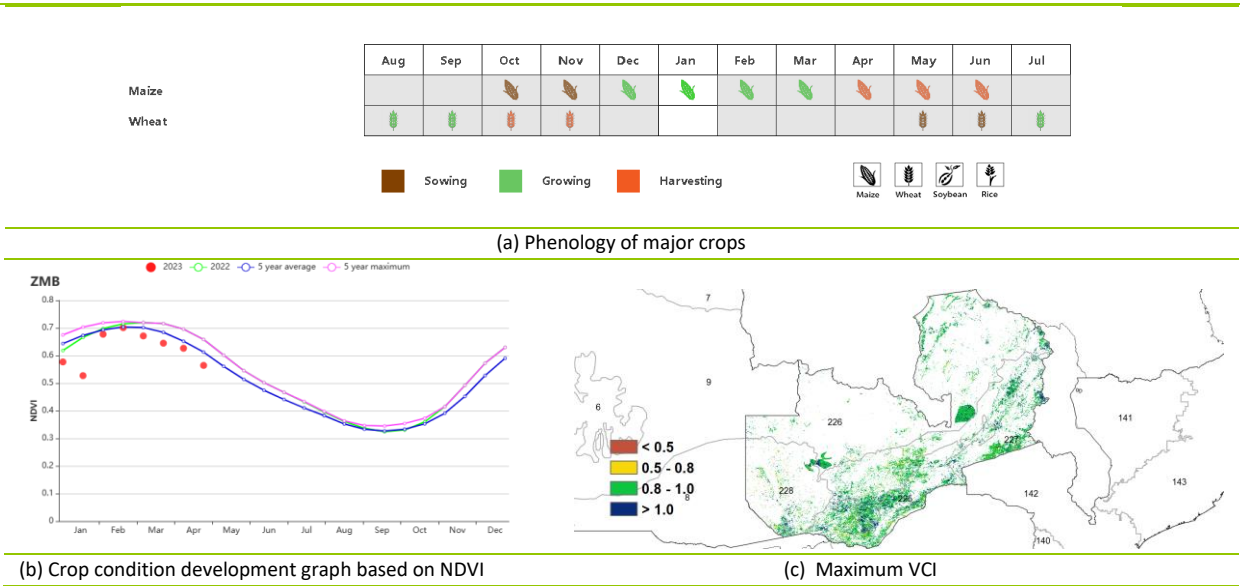 Aug Sep Oct Nov Dec Jan Feb Mar Apr May Jun Jul
Maize
Wheat
Sowing Growing Harvesting
Maize Wheat Soybean Rice
(a) Phenology of major crops
2023 2022 5 year average 5 year maximum
ZMB
0.8
0.7
0.6
0.5
0.4
0.3
0.2
0.1
0
NDVI
Jan Feb Mar Apr May Jun Jul Aug Sep Oct Nov Dec
7
9
6
226
141
227
143
142
228
8
140
< 0.5
0.5 - 0.8
0.8 - 1.0
> 1.0
(b) Crop condition development graph based on NDVI
(c) Maximum VCI